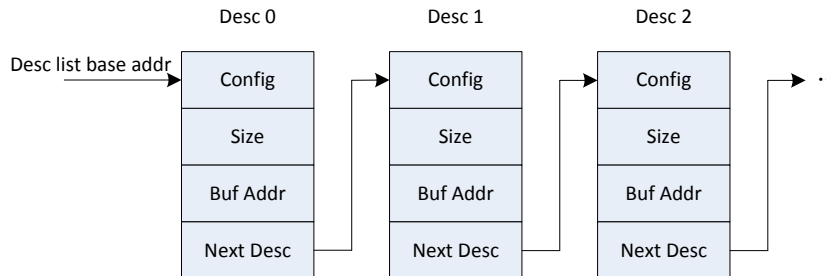 Desc 0
Desc 1
Desc 2
Desc list base addr
Config
Config
Config
.
Size
Size
Size
Buf Addr
Buf Addr
Buf Addr
Next Desc
Next Desc
Next Desc